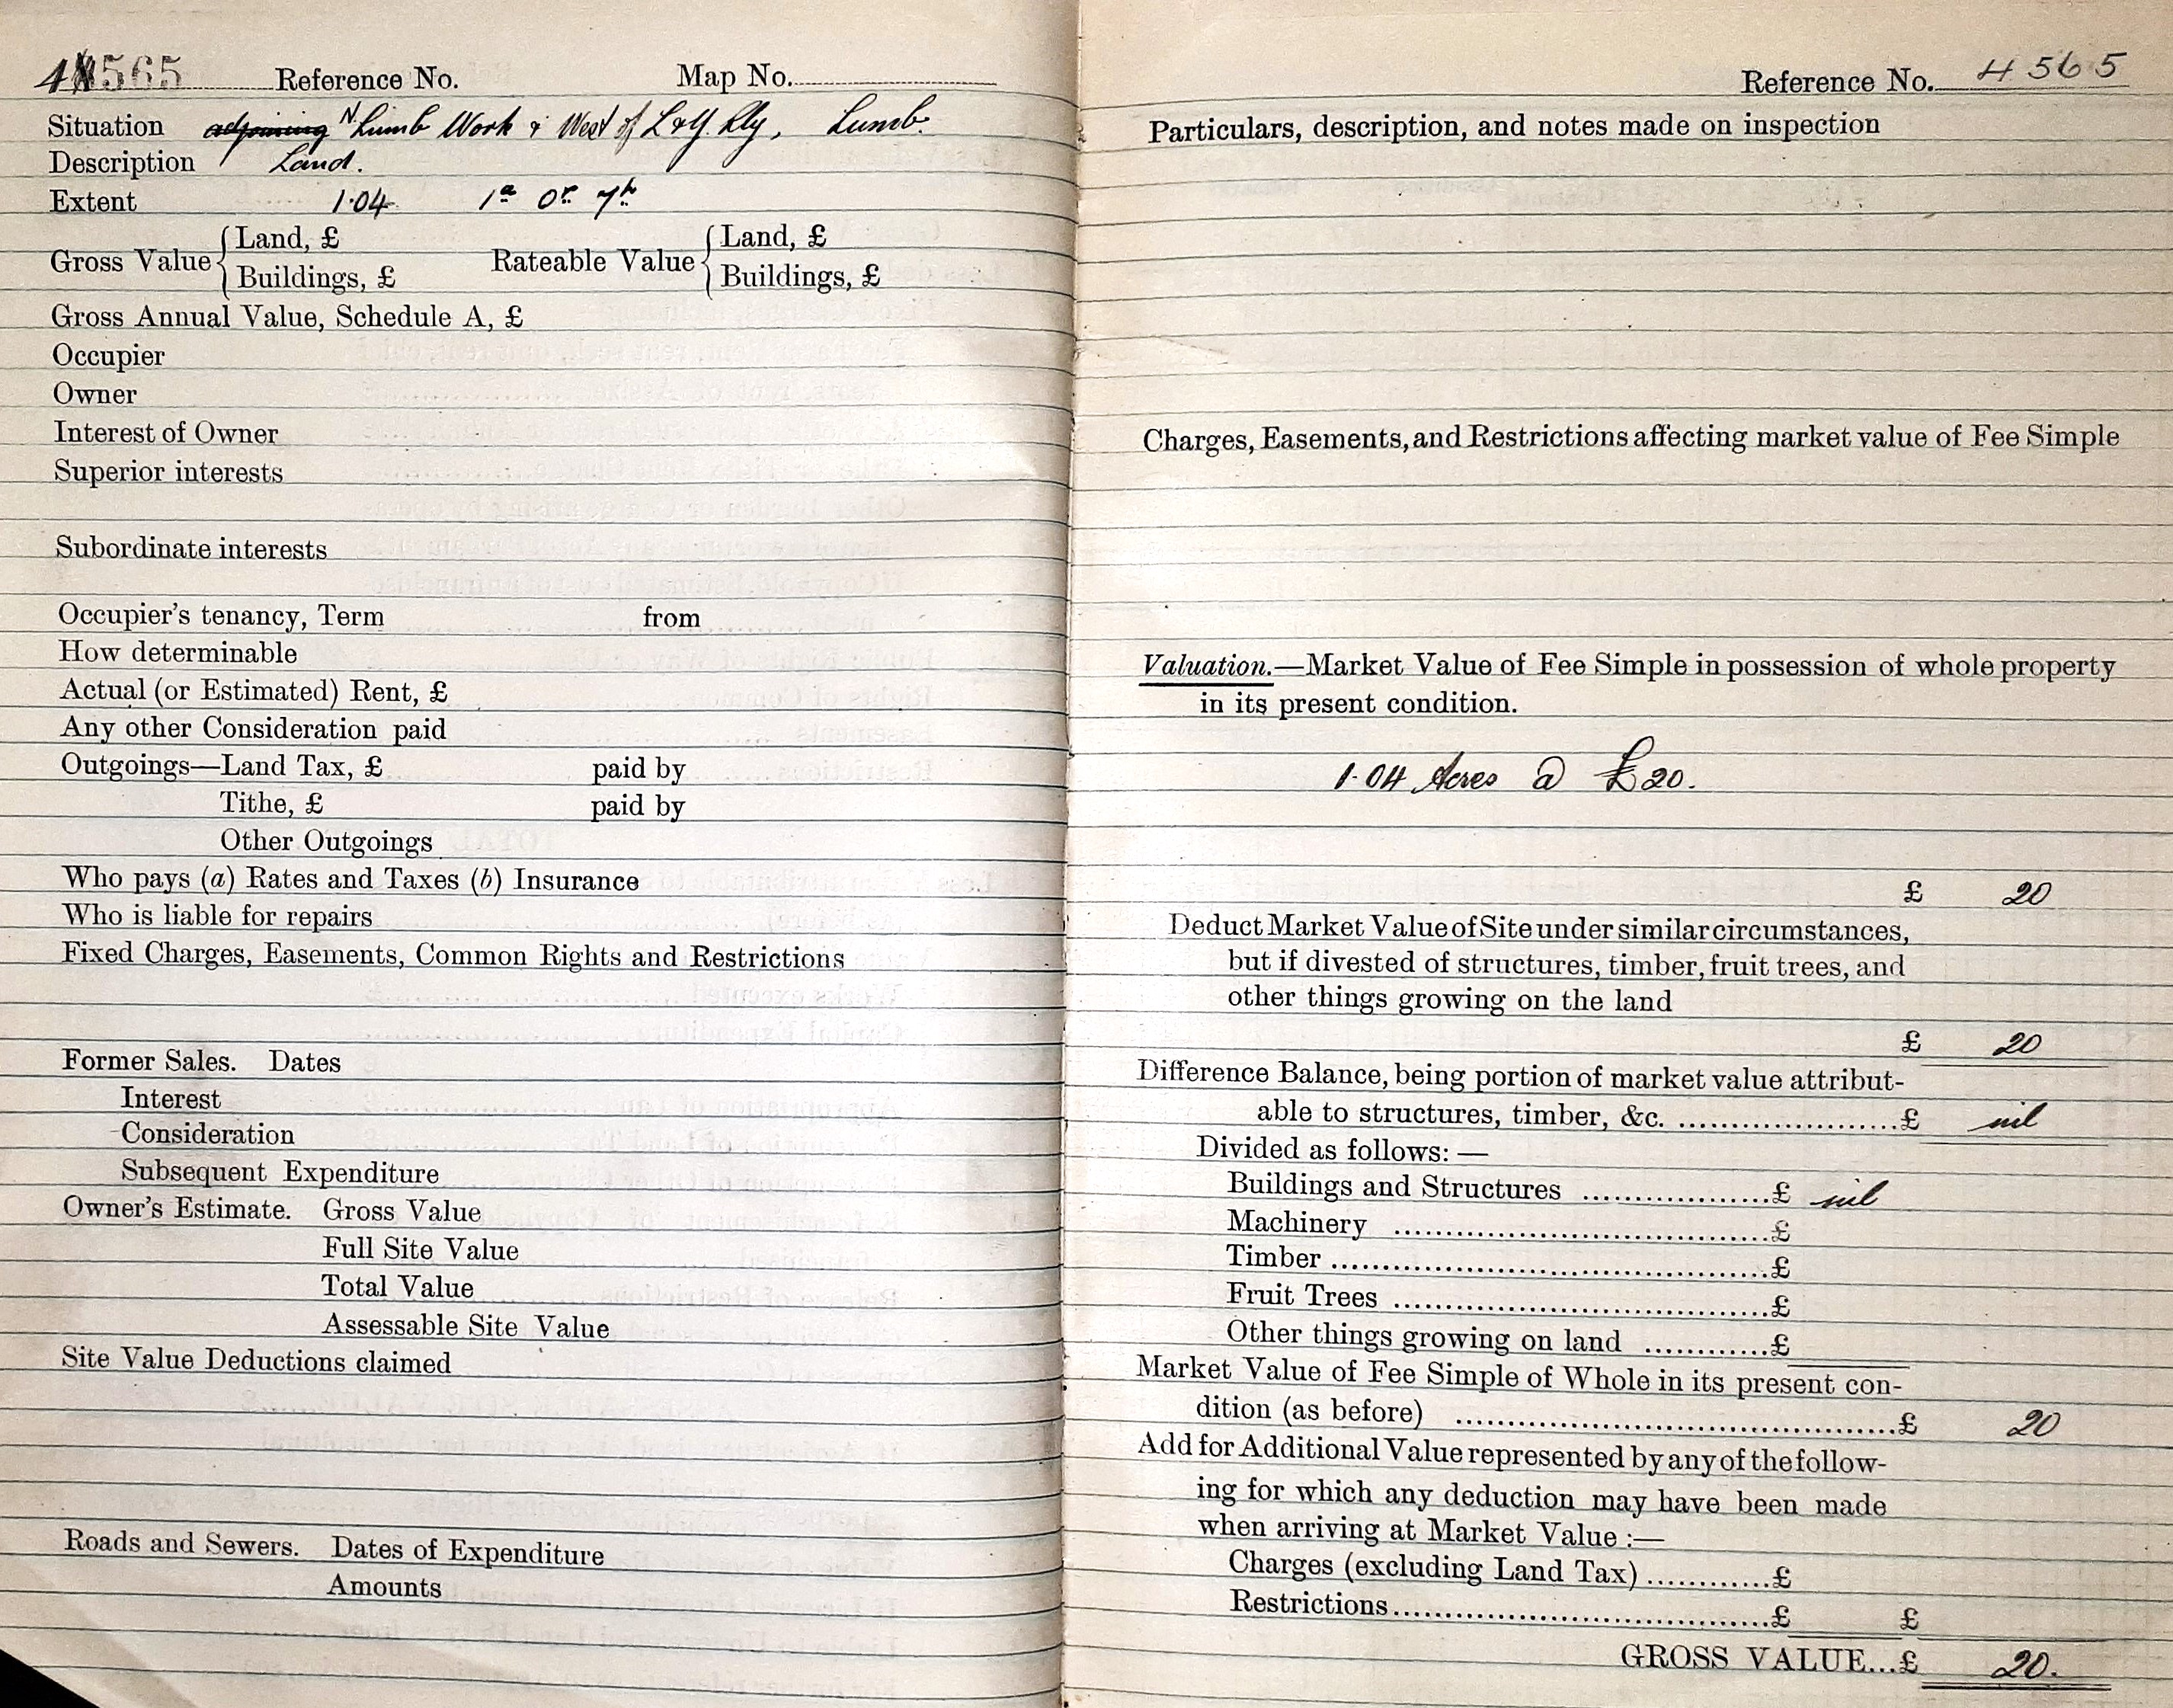 4565 Reference No. Map No.
Situation adjoining N Lumb Work & West of L&Y. Rly, Lumb.
Description Land.
Extent 1.04 1a 0r 7p
Gross Value { Land, £ Rateable Value { Land, £
Buildings, £ Buildings, £
Gross Annual Value, Schedule A, £
Occupier
Owner
Interest of Owner
Superior interests
Subordinate interests
Occupier's tenancy, Term from
How determinable
Actual (or Estimated) Rent, £
Any other Consideration paid
Outgoings—Land Tax, £ paid by
Tithe, £ paid by
Other Outgoings
Who pays (a) Rates and Taxes (b) Insurance
Who is liable for repairs
Fixed Charges, Easements, Common Rights and Restrictions
Former Sales. Dates
Interest
Consideration
Subsequent Expenditure
Owner's Estimate. Gross Value
Full Site Value
Total Value
Assessable Site Value
Site Value Deductions claimed
Roads and Sewers. Dates of Expenditure
Amounts
Reference No. 4565
Particulars, description, and notes made on inspection
Charges, Easements, and Restrictions affecting market value of Fee Simple
Valuation.—Market Value of Fee Simple in possession of whole property
in its present condition.
1.04 Acres @ £20.
£ 20
Deduct Market Value of Site under similar circumstances,
but if divested of structures, timber, fruit trees, and
other things growing on the land
£ 20
Difference Balance, being portion of market value attribut-
able to structures, timber, &c. ......................£ nil
Divided as follows:—
Buildings and Structures ..................£ nil
Machinery ....................................£
Timber..........................................£
Fruit Trees ....................................£
Other things growing on land ............£
Market Value of Fee Simple of Whole in its present con-
dition (as before) ..........................................£ 20
Add for Additional Value represented by any of the follow-
ing for which any deduction may have been made
when arriving at Market Value:—
Charges (excluding Land Tax)............£
Restrictions....................................£ £
GROSS VALUE...£ 20.